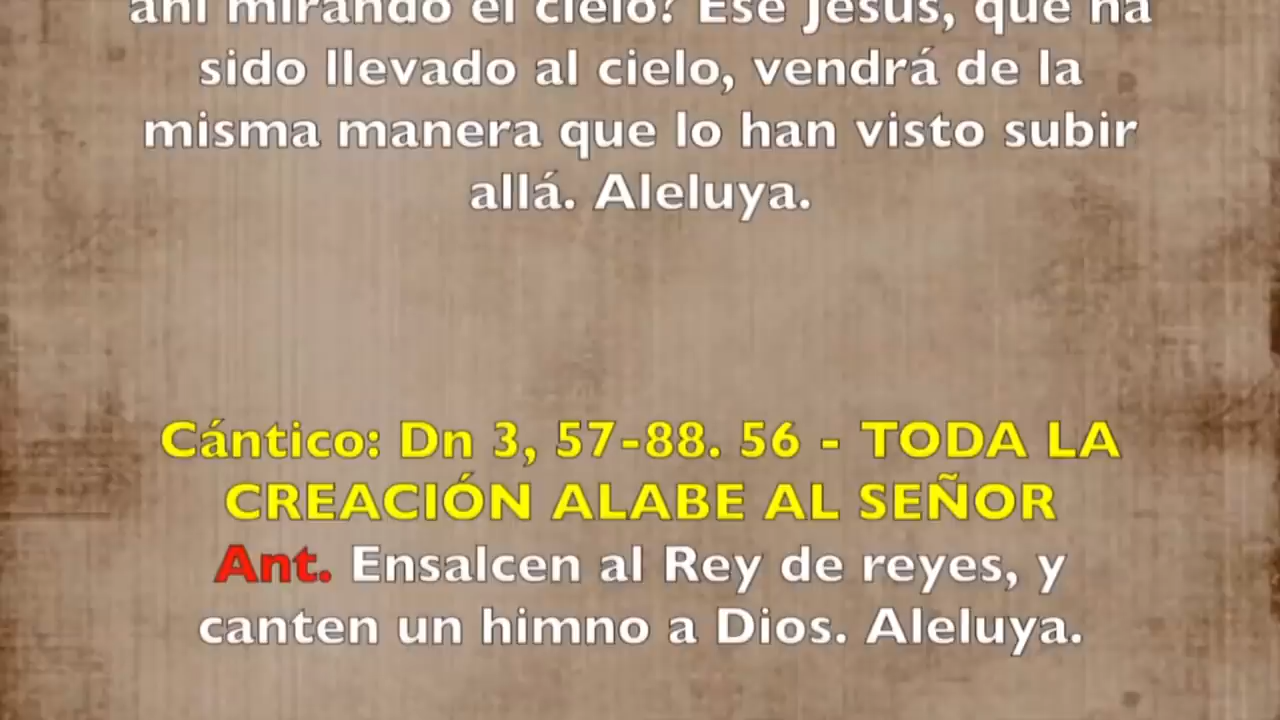 ahí mirando el cielo? Ese Jesús, que ha
sido llevado al cielo, vendrá de la
misma manera que lo han visto subir
allá. Aleluya.
Cántico: Dn 3, 57-88. 56 - TODA LA
CREACIÓN ALABE AL SEÑOR
Ant. Ensalcen al Rey de reyes, y
canten un himno a Dios. Aleluya.